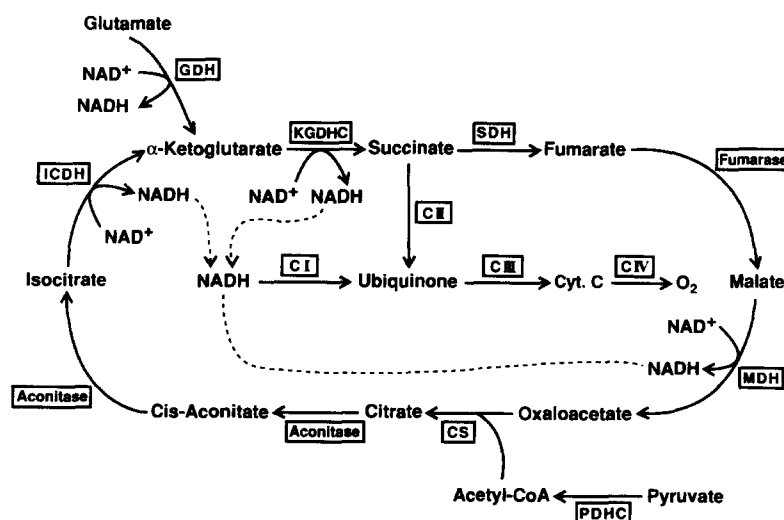 Glutamate
NAD+
GDH
NADH
α-Ketoglutarate
KGDHC
Succinate
SDH
Fumarate
Fumarase
ICDH
NADH
NAD+
NAD+
NADH
CII
Isocitrate
NADH
CI
Ubiquinone
CIII
Cyt. C
CIV
O2
Malate
NAD+
NADH
MDH
Aconitase
Cis-Aconitate
Aconitase
Citrate
CS
Oxaloacetate
Acetyl-CoA
PDHC
Pyruvate